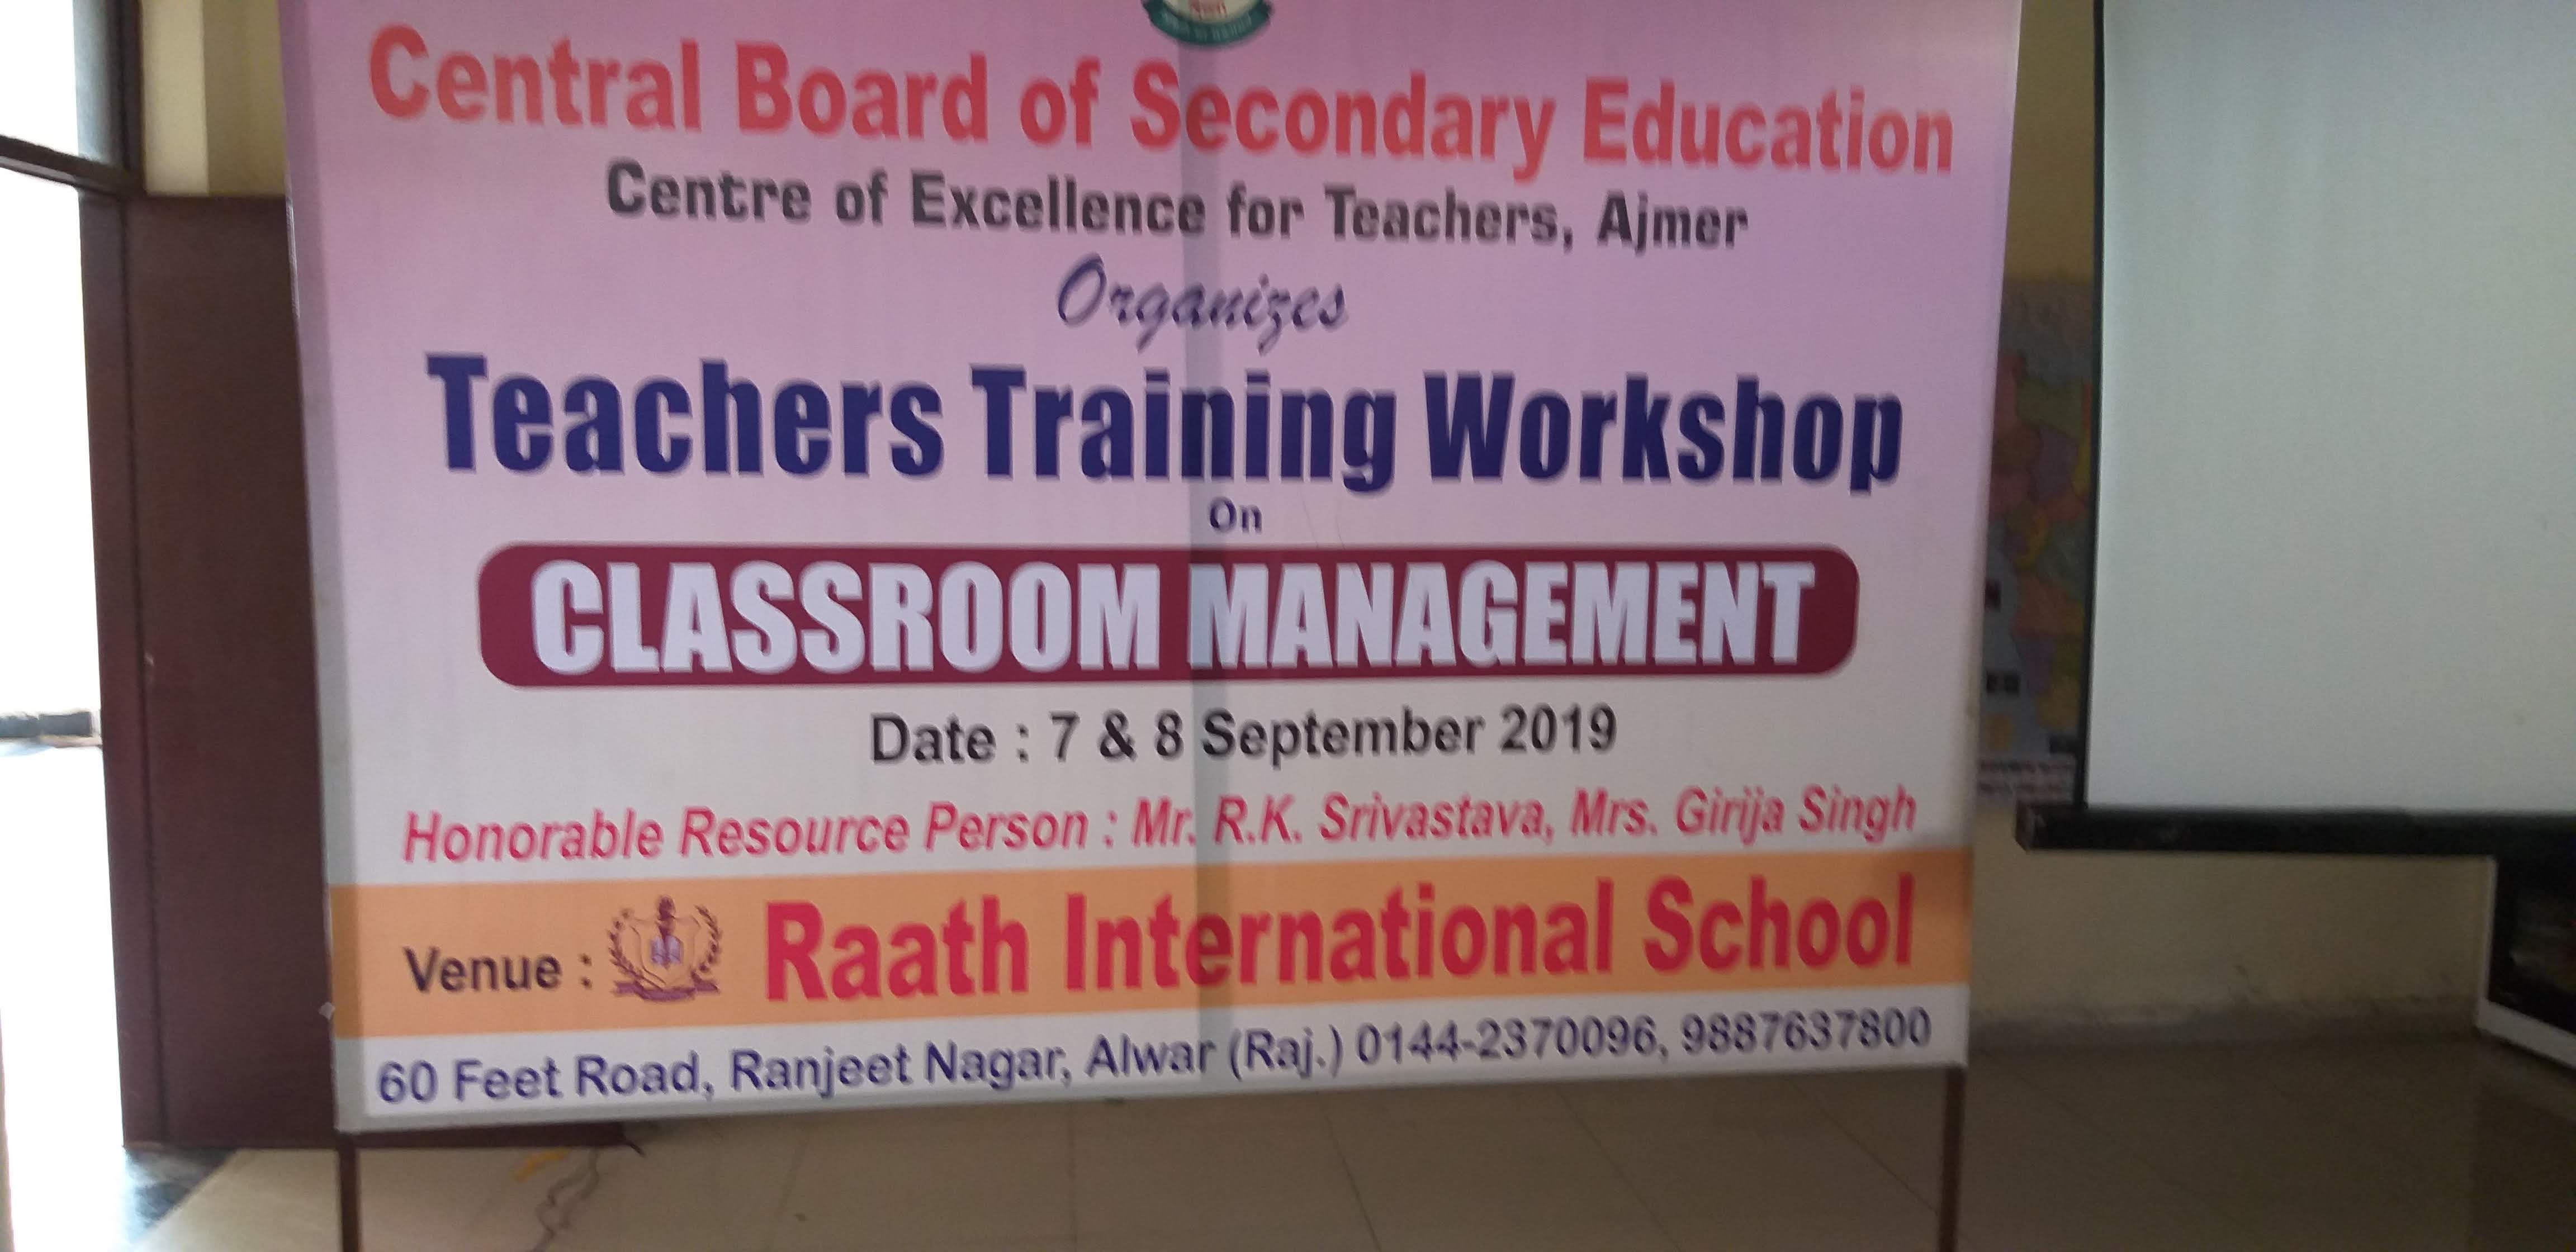 Central Board of Secondary Education
Centre of Excellence for Teachers, Ajmer
Organizes
Teachers Training Workshop
On
CLASSROOM MANAGEMENT
Date : 7 & 8 September 2019
Honorable Resource Person : Mr. R.K. Srivastava, Mrs. Girija Singh
Venue : Raath International School
60 Feet Road, Ranjeet Nagar, Alwar (Raj.) 0144-2370096, 9887637800